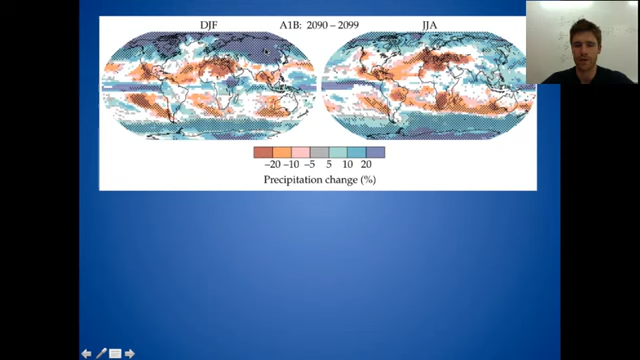 DJF A1B: 2090 – 2099 JJA
–20 –10 –5 5 10 20
Precipitation change (%)